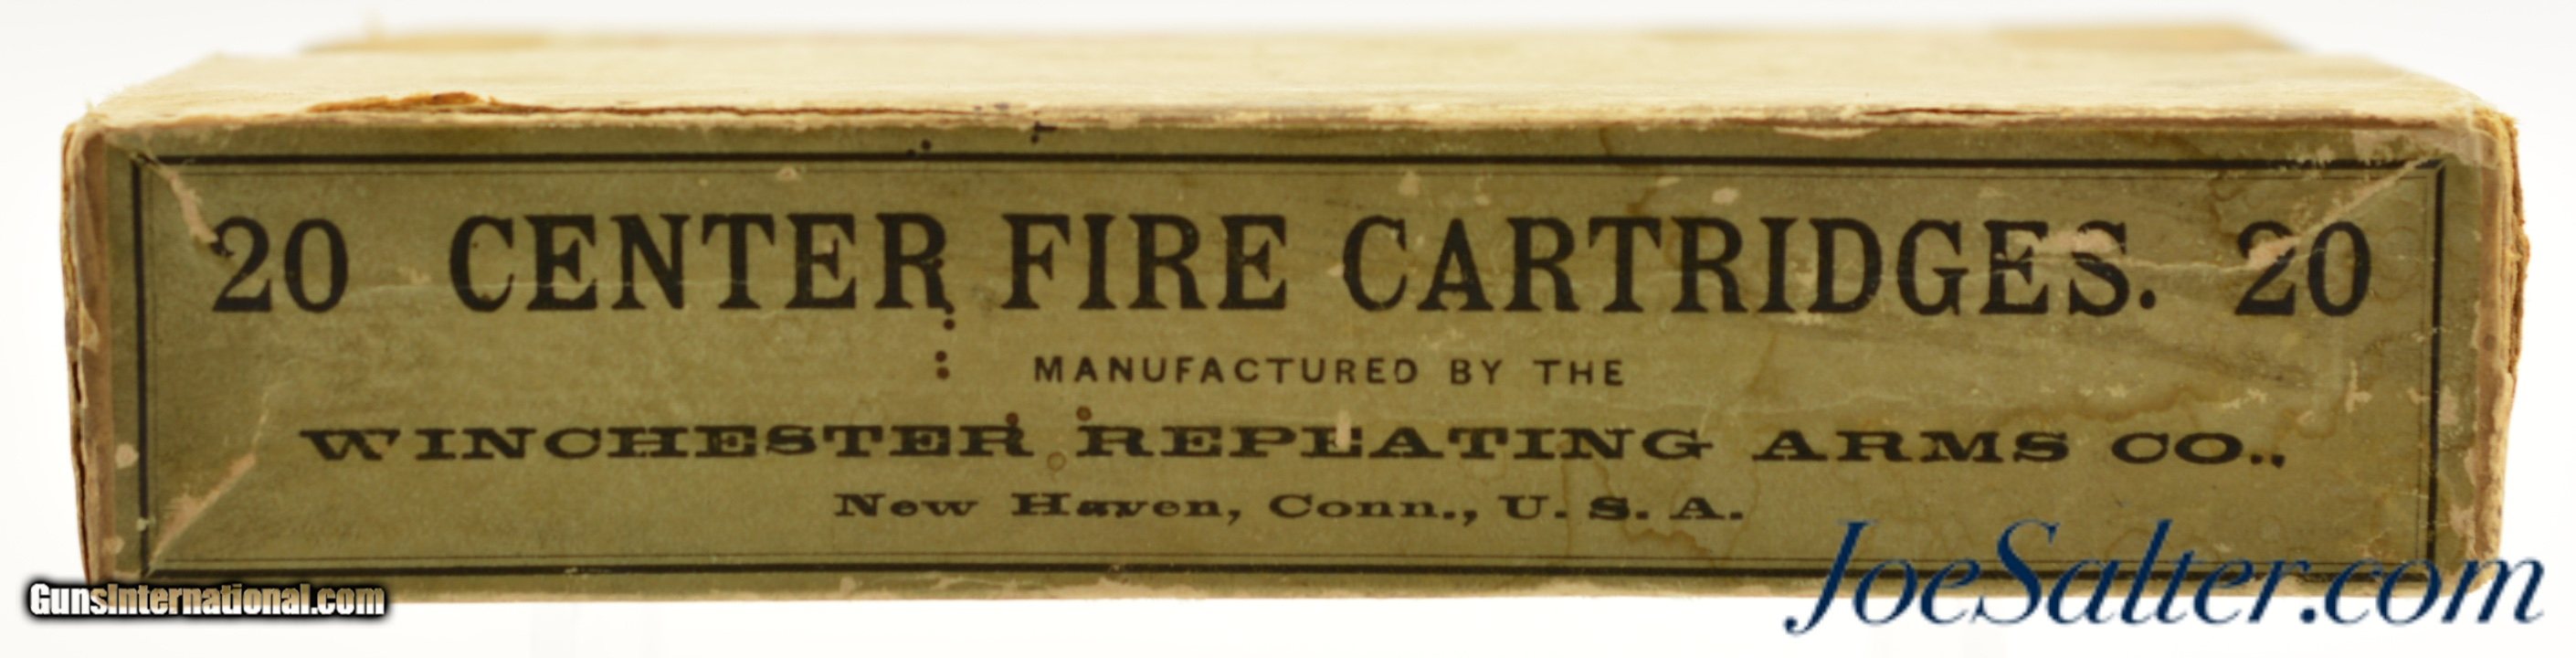 20 CENTER FIRE CARTRIDGES. 20
MANUFACTURED BY THE
WINCHESTER REPEATING ARMS CO.,
New Haven, Conn., U. S. A.
GunsInternational.com
JoeSalter.com